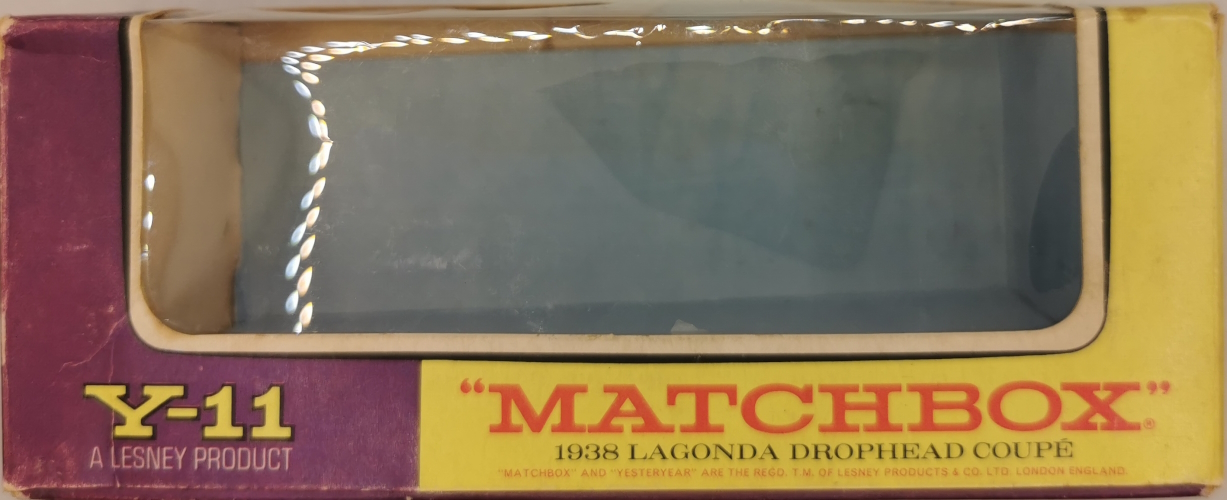 Y-11
A LESNEY PRODUCT
"MATCHBOX"®
1938 LAGONDA DROPHEAD COUPÉ
"MATCHBOX" AND "YESTERYEAR" ARE THE REGD. T.M. OF LESNEY PRODUCTS & CO. LTD. LONDON ENGLAND.